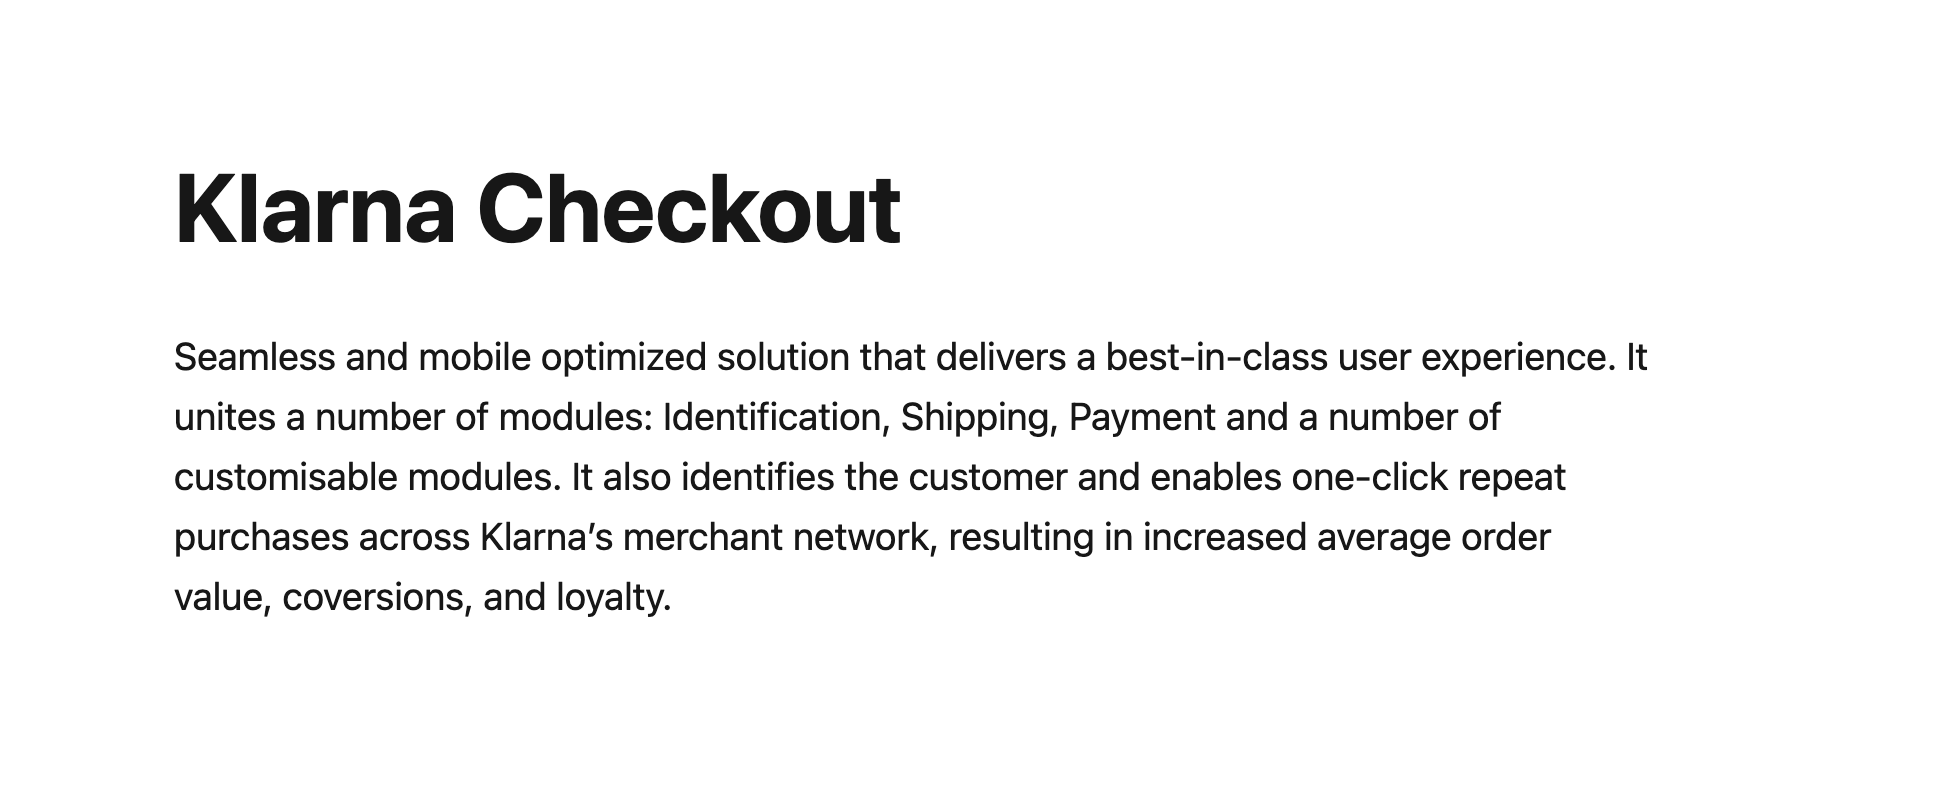 Klarna Checkout
Seamless and mobile optimized solution that delivers a best-in-class user experience. It
unites a number of modules: Identification, Shipping, Payment and a number of
customisable modules. It also identifies the customer and enables one-click repeat
purchases across Klarna’s merchant network, resulting in increased average order
value, coversions, and loyalty.